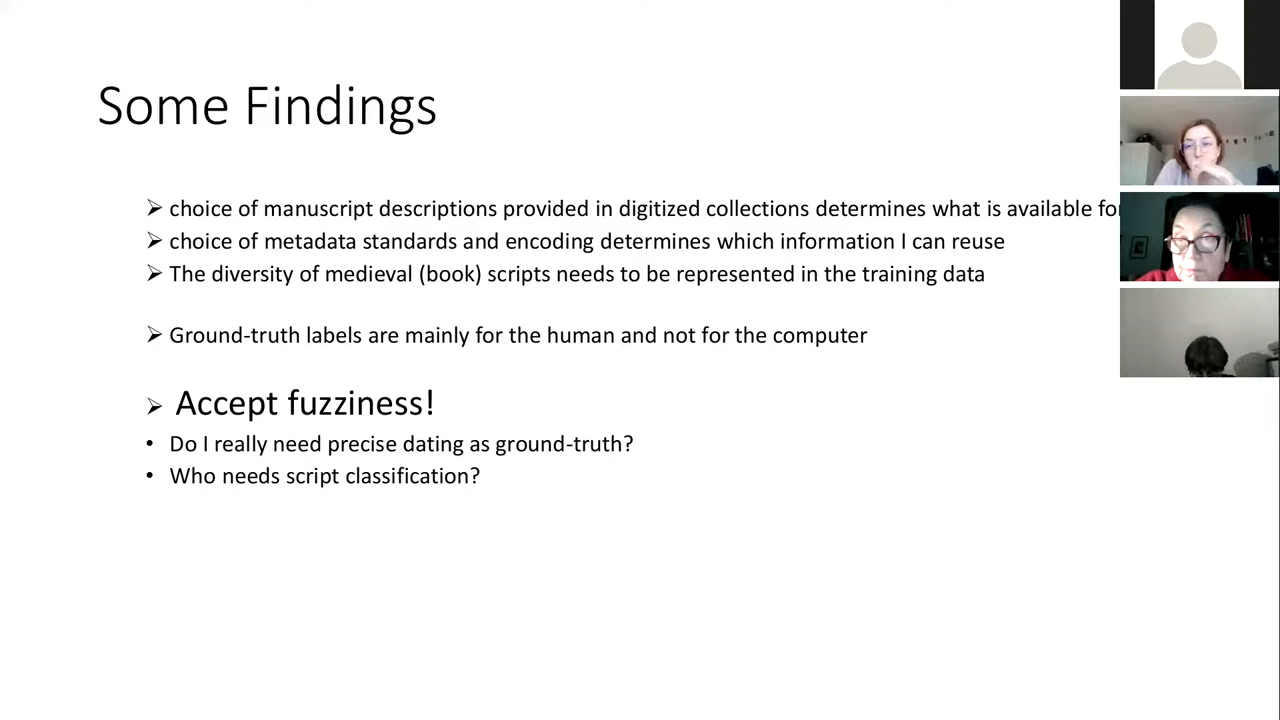 Some Findings
➢ choice of manuscript descriptions provided in digitized collections determines what is available for
➢ choice of metadata standards and encoding determines which information I can reuse
➢ The diversity of medieval (book) scripts needs to be represented in the training data
➢ Ground-truth labels are mainly for the human and not for the computer
➢ Accept fuzziness!
• Do I really need precise dating as ground-truth?
• Who needs script classification?